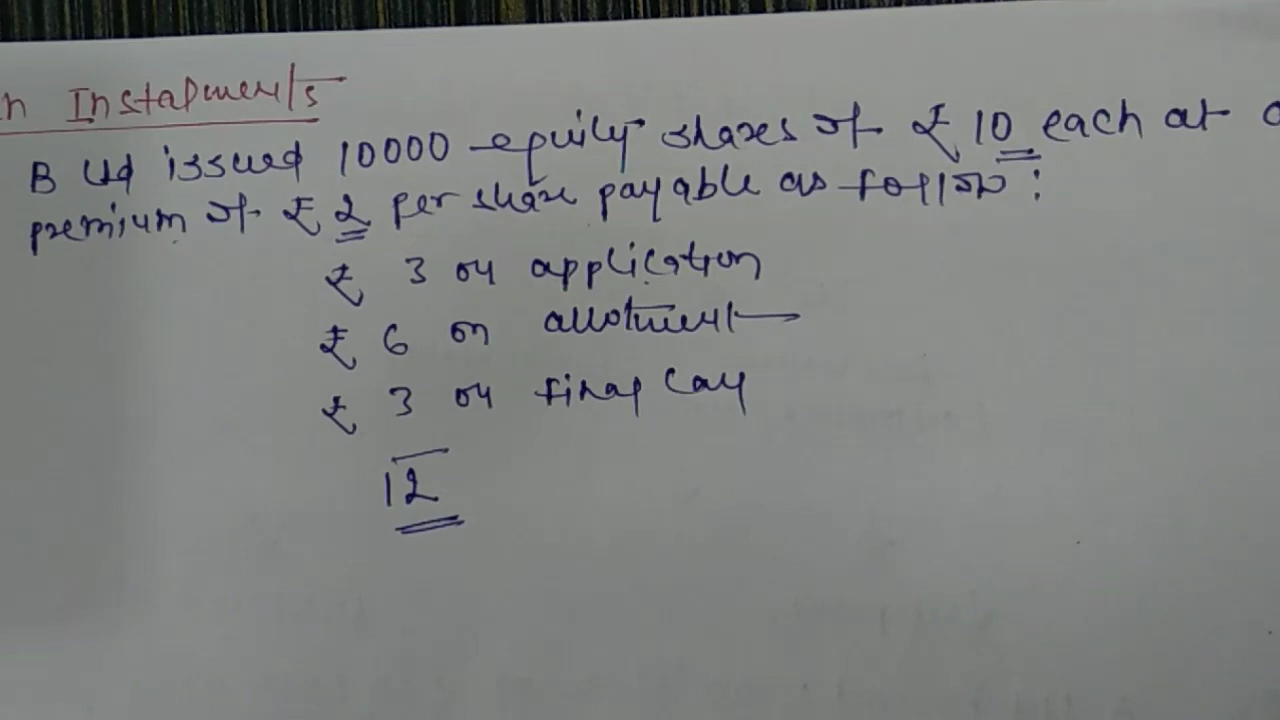 n Instalments
B Ltd issued 10000 equity shares of ₹ 10 each at a
premium of ₹ 2 per share payable as follow :
₹ 3 on application
₹ 6 on allotment
₹ 3 on final call
12